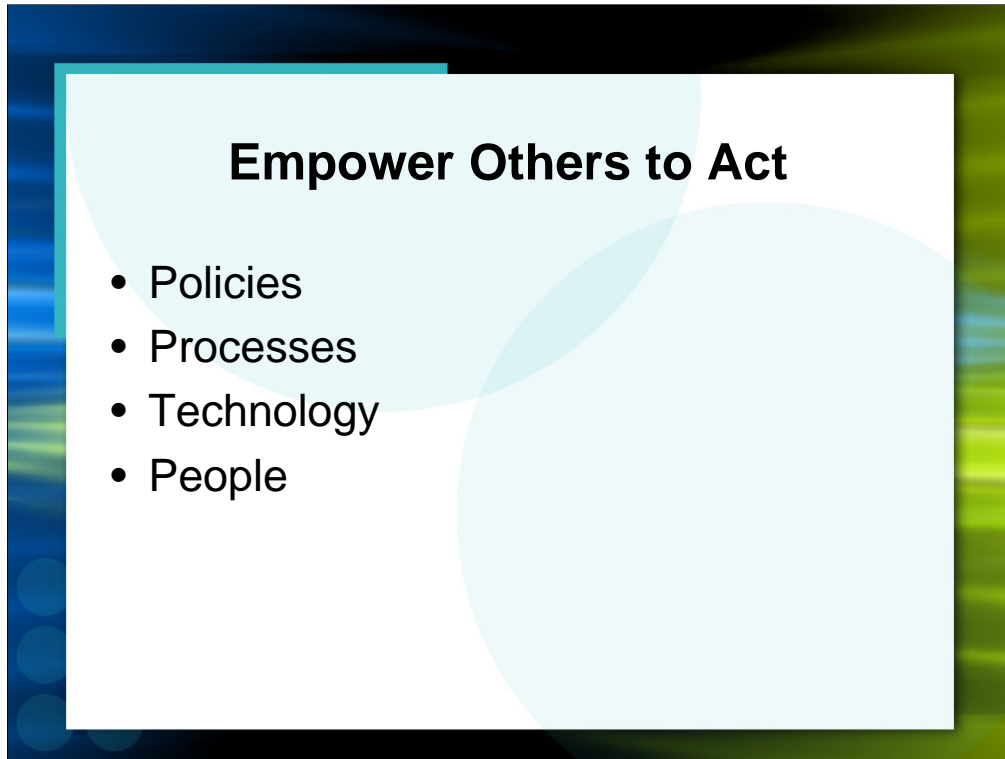 Empower Others to Act
• Policies
• Processes
• Technology
• People